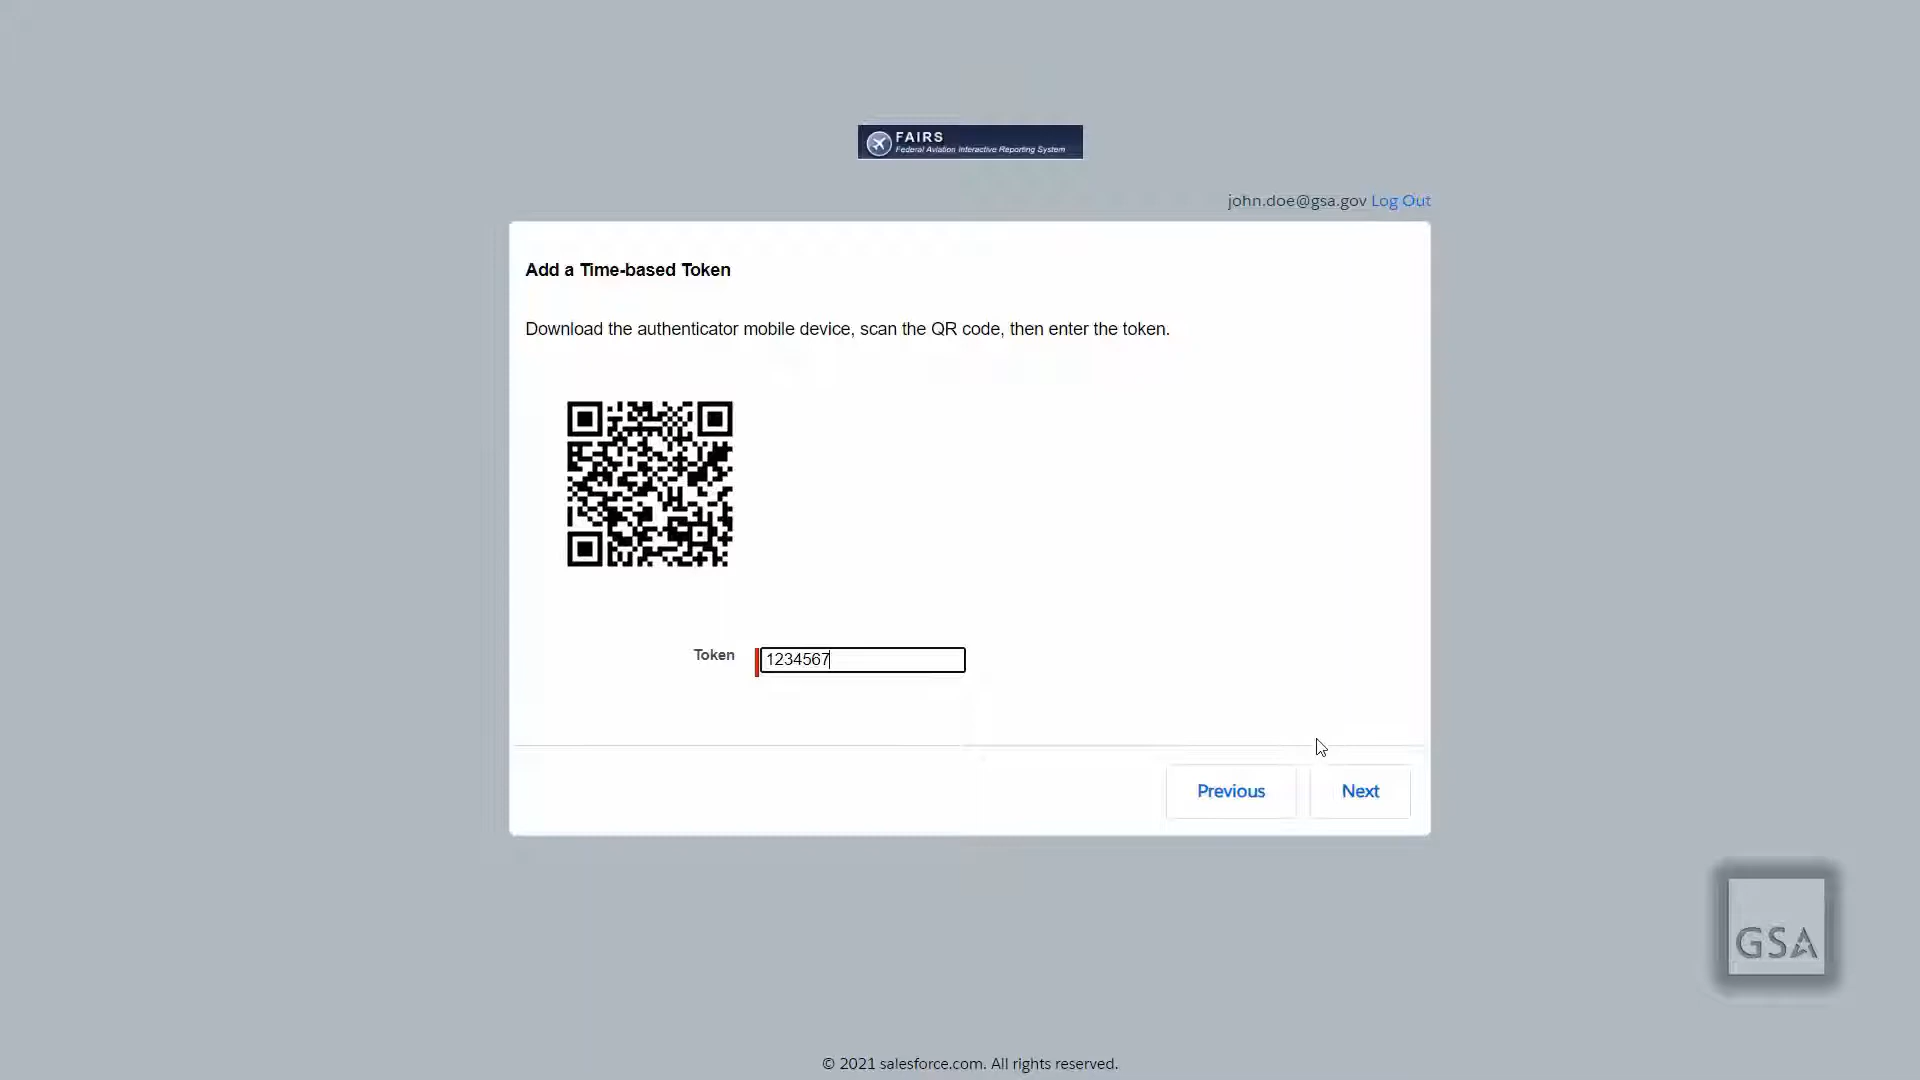 FAIRS
Federal Aviation Interactive Reporting System
john.doe@gsa.gov Log Out
Add a Time-based Token
Download the authenticator mobile device, scan the QR code, then enter the token.
Token 1234567
Previous Next
GSA
© 2021 salesforce.com. All rights reserved.